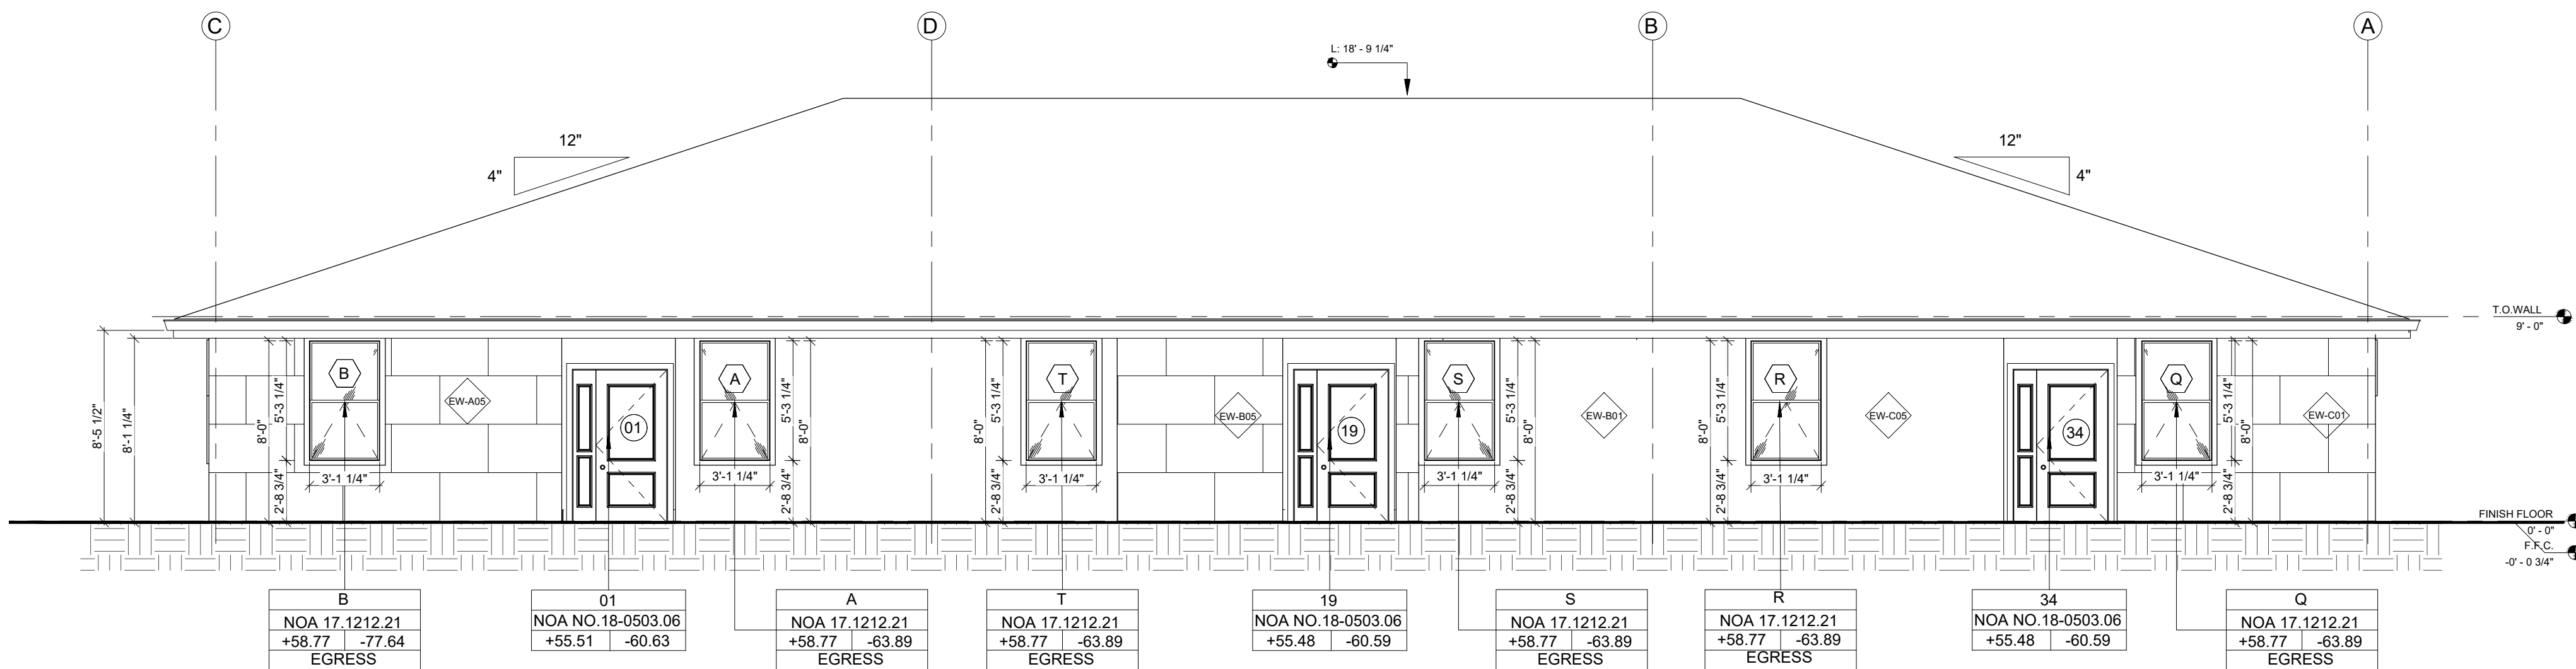 C
D
B
A
L: 18' - 9 1/4"
12"
4"
12"
4"
T.O.WALL
9' - 0"
8'-5 1/2"
8'-1 1/4"
8'-0"
5'-3 1/4"
2'-8 3/4"
B
3'-1 1/4"
EW-A05
01
A
3'-1 1/4"
5'-3 1/4"
2'-8 3/4"
8'-0"
8'-0"
5'-3 1/4"
2'-8 3/4"
T
3'-1 1/4"
EW-B05
19
S
3'-1 1/4"
5'-3 1/4"
2'-8 3/4"
8'-0"
EW-B01
8'-0"
5'-3 1/4"
2'-8 3/4"
R
3'-1 1/4"
EW-C05
34
Q
3'-1 1/4"
5'-3 1/4"
2'-8 3/4"
8'-0"
EW-C01
FINISH FLOOR
0' - 0"
F.F.C.
-0' - 0 3/4"
B
NOA 17.1212.21
+58.77 -77.64
EGRESS
01
NOA NO.18-0503.06
+55.51 -60.63
A
NOA 17.1212.21
+58.77 -63.89
EGRESS
T
NOA 17.1212.21
+58.77 -63.89
EGRESS
19
NOA NO.18-0503.06
+55.48 -60.59
S
NOA 17.1212.21
+58.77 -63.89
EGRESS
R
NOA 17.1212.21
+58.77 -63.89
EGRESS
34
NOA NO.18-0503.06
+55.48 -60.59
Q
NOA 17.1212.21
+58.77 -63.89
EGRESS